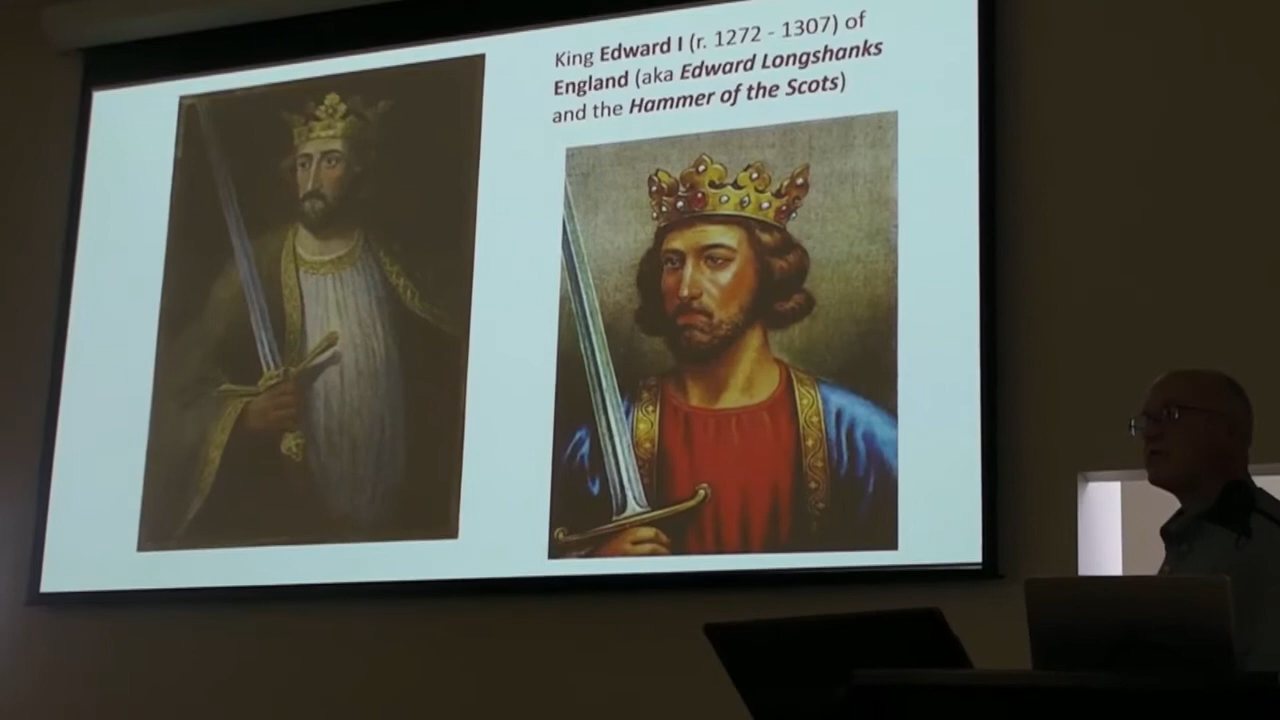 King Edward I (r. 1272 - 1307) of
England (aka Edward Longshanks
and the Hammer of the Scots)